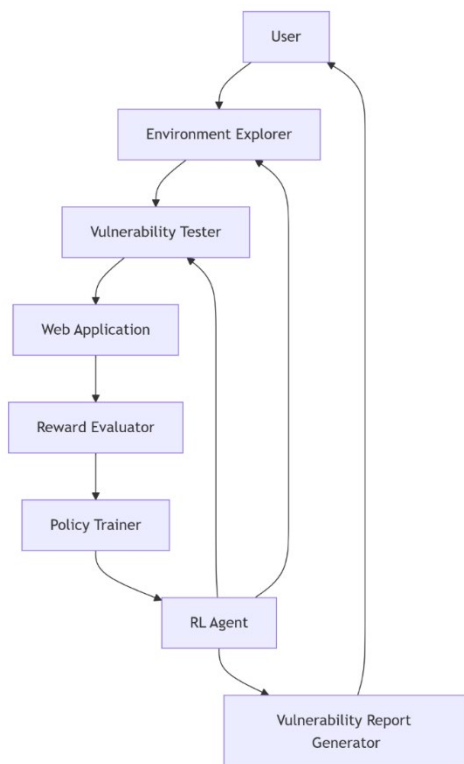 User
Environment Explorer
Vulnerability Tester
Web Application
Reward Evaluator
Policy Trainer
RL Agent
Vulnerability Report
Generator